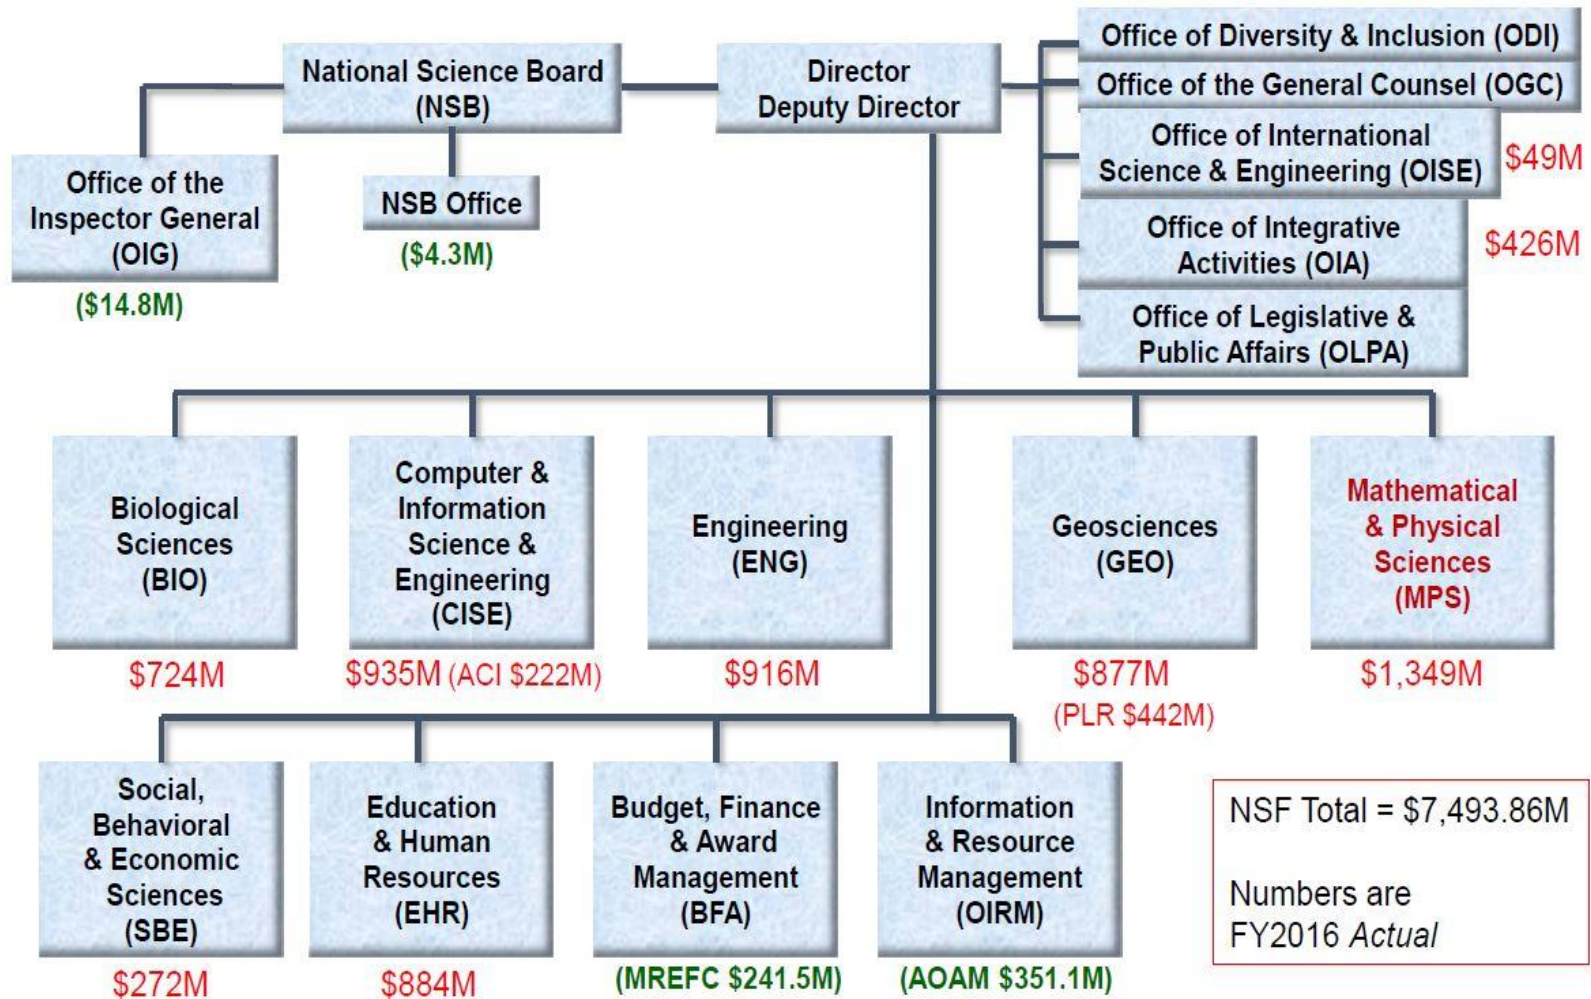 National Science Board
(NSB)
Director
Deputy Director
Office of Diversity & Inclusion (ODI)
Office of the General Counsel (OGC)
Office of International
Science & Engineering (OISE)
$49M
Office of Integrative
Activities (OIA)
$426M
Office of Legislative &
Public Affairs (OLPA)
Office of the
Inspector General
(OIG)
($14.8M)
NSB Office
($4.3M)
Biological
Sciences
(BIO)
$724M
Computer &
Information
Science &
Engineering
(CISE)
$935M (ACI $222M)
Engineering
(ENG)
$916M
Geosciences
(GEO)
$877M
(PLR $442M)
Mathematical
& Physical
Sciences
(MPS)
$1,349M
Social,
Behavioral
& Economic
Sciences
(SBE)
$272M
Education
& Human
Resources
(EHR)
$884M
Budget, Finance
& Award
Management
(BFA)
(MREFC $241.5M)
Information
& Resource
Management
(OIRM)
(AOAM $351.1M)
NSF Total = $7,493.86M
Numbers are
FY2016 Actual